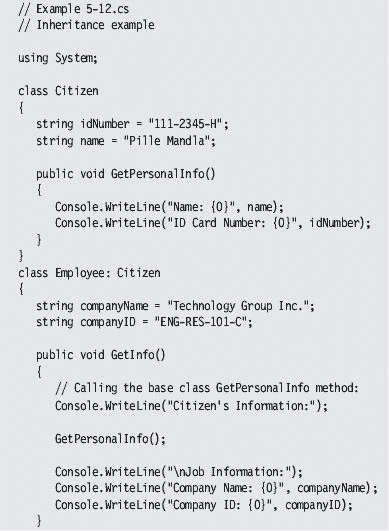 // Example 5-12.cs
// Inheritance example
using System;
class Citizen
{
string idNumber = "111-2345-H";
string name = "Pille Mandla";
public void GetPersonalInfo()
{
Console.WriteLine("Name: {0}", name);
Console.WriteLine("ID Card Number: {0}", idNumber);
}
}
class Employee: Citizen
{
string companyName = "Technology Group Inc.";
string companyID = "ENG-RES-101-C";
public void GetInfo()
{
// Calling the base class GetPersonalInfo method:
Console.WriteLine("Citizen's Information:");
GetPersonalInfo();
Console.WriteLine("\nJob Information:");
Console.WriteLine("Company Name: {0}", companyName);
Console.WriteLine("Company ID: {0}", companyID);
}